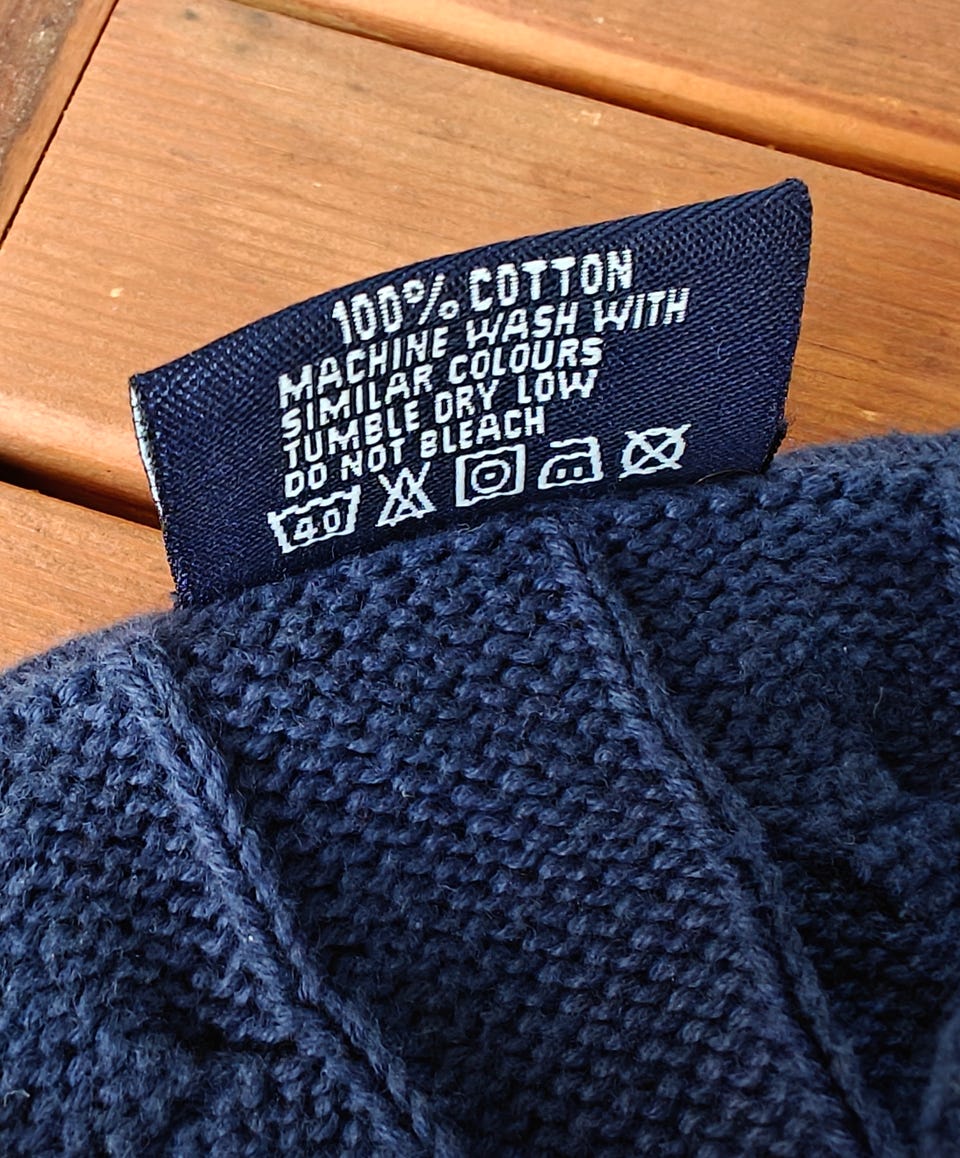 100% COTTON
MACHINE WASH WITH
SIMILAR COLOURS
TUMBLE DRY LOW
DO NOT BLEACH
40